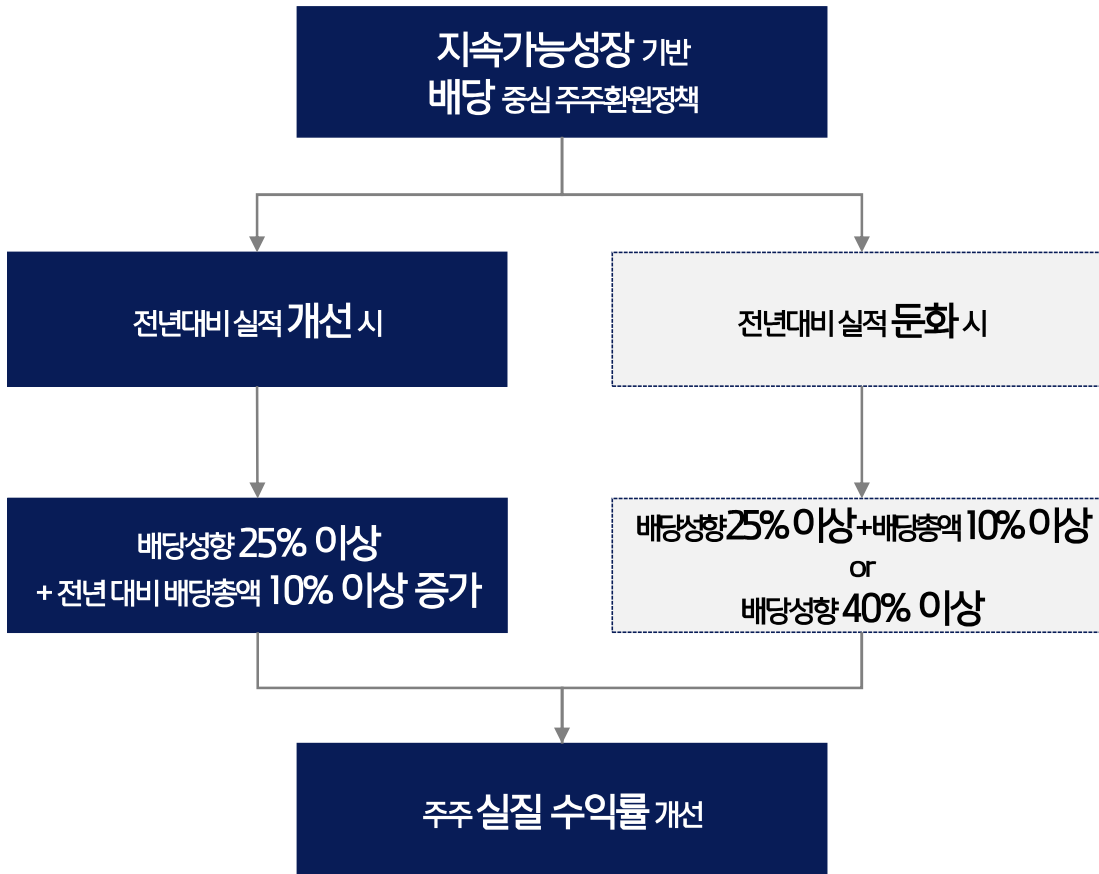 지속가능성장 기반
배당 중심 주주환원정책
전년대비 실적 개선 시
전년대비 실적 둔화 시
배당성향 25% 이상
+ 전년 대비 배당총액 10% 이상 증가
배당성향25% 이상+배당총액 10% 이상
or
배당성향 40% 이상
주주 실질 수익률 개선